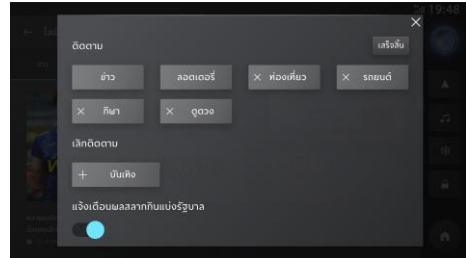 19:48
ติดตาม
เสร็จสิ้น
ข่าว
ลอตเตอรี่
× ท่องเที่ยว
× รถยนต์
× กีฬา
× ดูดวง
เลิกติดตาม
+ บันเทิง
แจ้งเตือนผลสลากกินแบ่งรัฐบาล